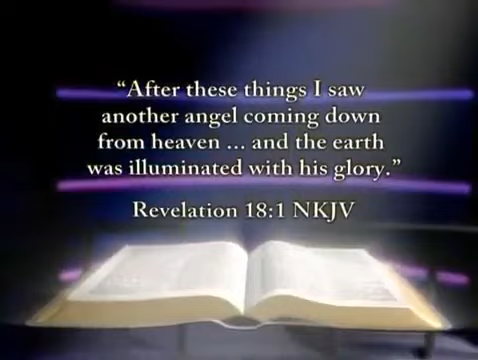 “After these things I saw
another angel coming down
from heaven ... and the earth
was illuminated with his glory.”
Revelation 18:1 NKJV